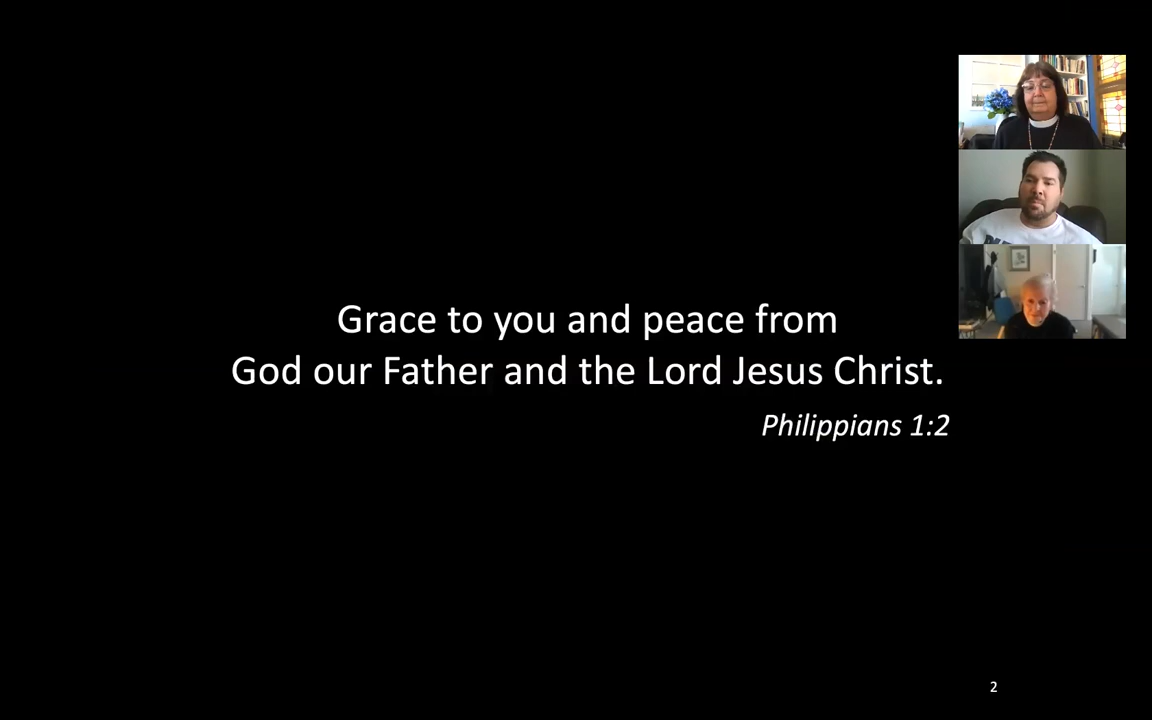 Grace to you and peace from
God our Father and the Lord Jesus Christ.
Philippians 1:2
2